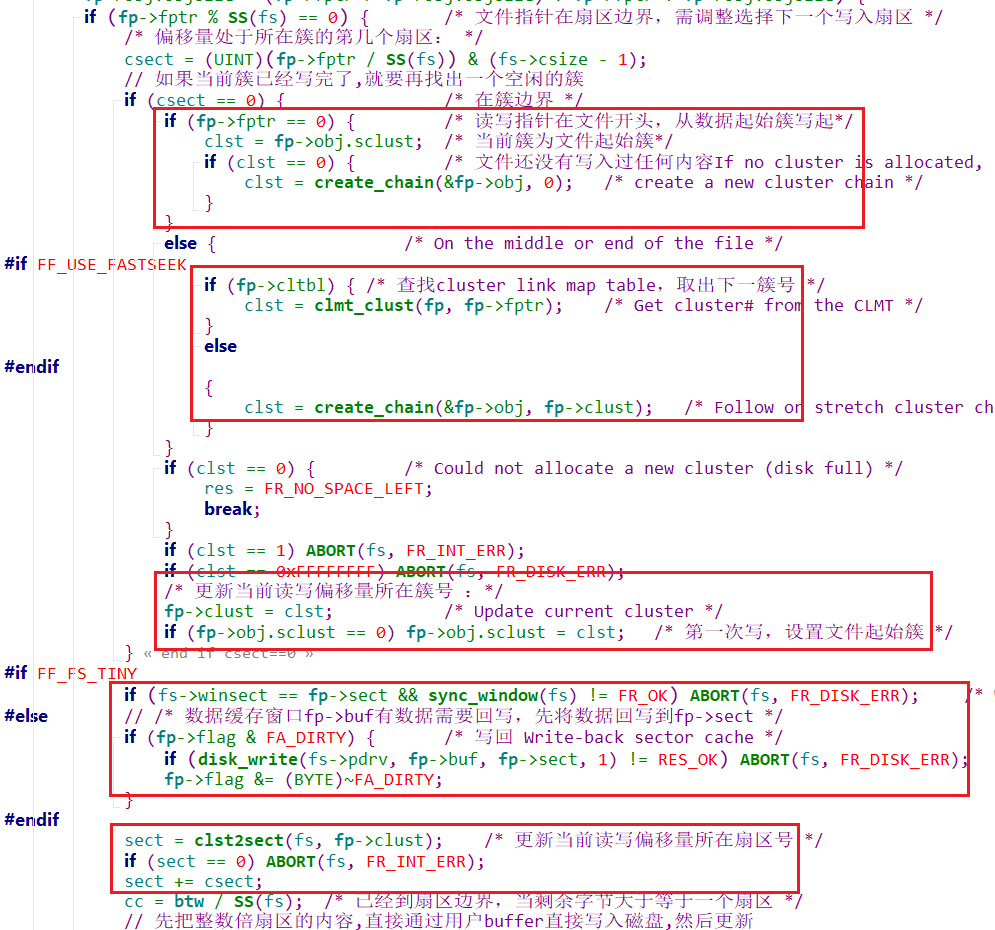 if (fp->fptr % SS(fs) == 0) { /* 文件指针在扇区边界，需调整选择下一个写入扇区 */
/* 偏移量处于所在簇的第几个扇区： */
csect = (UINT)(fp->fptr / SS(fs)) & (fs->csize - 1);
// 如果当前簇已经写完了,就要再找出一个空闲的簇
if (csect == 0) { /* 在簇边界 */
if (fp->fptr == 0) { /* 读写指针在文件开头，从数据起始簇写起*/
clst = fp->obj.sclust; /* 当前簇为文件起始簇*/
if (clst == 0) { /* 文件还没有写入过任何内容If no cluster is allocated,
clst = create_chain(&fp->obj, 0); /* create a new cluster chain */
}
}
else { /* On the middle or end of the file */
#if FF_USE_FASTSEEK
if (fp->cltbl) { /* 查找cluster link map table，取出下一簇号 */
clst = clmt_clust(fp, fp->fptr); /* Get cluster# from the CLMT */
}
else
#endif
{
clst = create_chain(&fp->obj, fp->clust); /* Follow or stretch cluster ch
}
}
if (clst == 0) { /* Could not allocate a new cluster (disk full) */
res = FR_NO_SPACE_LEFT;
break;
}
if (clst == 1) ABORT(fs, FR_INT_ERR);
if (clst == 0xFFFFFFFF) ABORT(fs, FR_DISK_ERR);
/* 更新当前读写偏移量所在簇号 ：*/
fp->clust = clst; /* Update current cluster */
if (fp->obj.sclust == 0) fp->obj.sclust = clst; /* 第一次写，设置文件起始簇 */
} « end if csect==0 »
#if FF_FS_TINY
if (fs->winsect == fp->sect && sync_window(fs) != FR_OK) ABORT(fs, FR_DISK_ERR); /*
#else
// /* 数据缓存窗口fp->buf有数据需要回写，先将数据回写到fp->sect */
if (fp->flag & FA_DIRTY) { /* 写回 Write-back sector cache */
if (disk_write(fs->pdrv, fp->buf, fp->sect, 1) != RES_OK) ABORT(fs, FR_DISK_ERR);
fp->flag &= (BYTE)~FA_DIRTY;
}
#endif
sect = clst2sect(fs, fp->clust); /* 更新当前读写偏移量所在扇区号 */
if (sect == 0) ABORT(fs, FR_INT_ERR);
sect += csect;
cc = btw / SS(fs); /* 已经到扇区边界，当剩余字节大于等于一个扇区 */
// 先把整数倍扇区的内容,直接通过用户buffer直接写入磁盘,然后更新